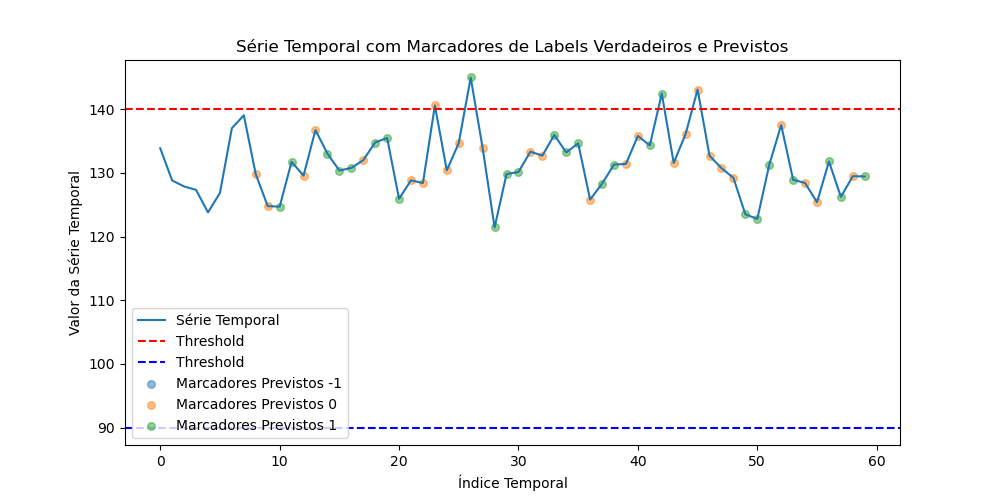 Série Temporal com Marcadores de Labels Verdadeiros e Previstos
Valor da Série Temporal
140
130
120
110
100
90
Série Temporal
Threshold
Threshold
Marcadores Previstos -1
Marcadores Previstos 0
Marcadores Previstos 1
0 10 20 30 40 50 60
Índice Temporal